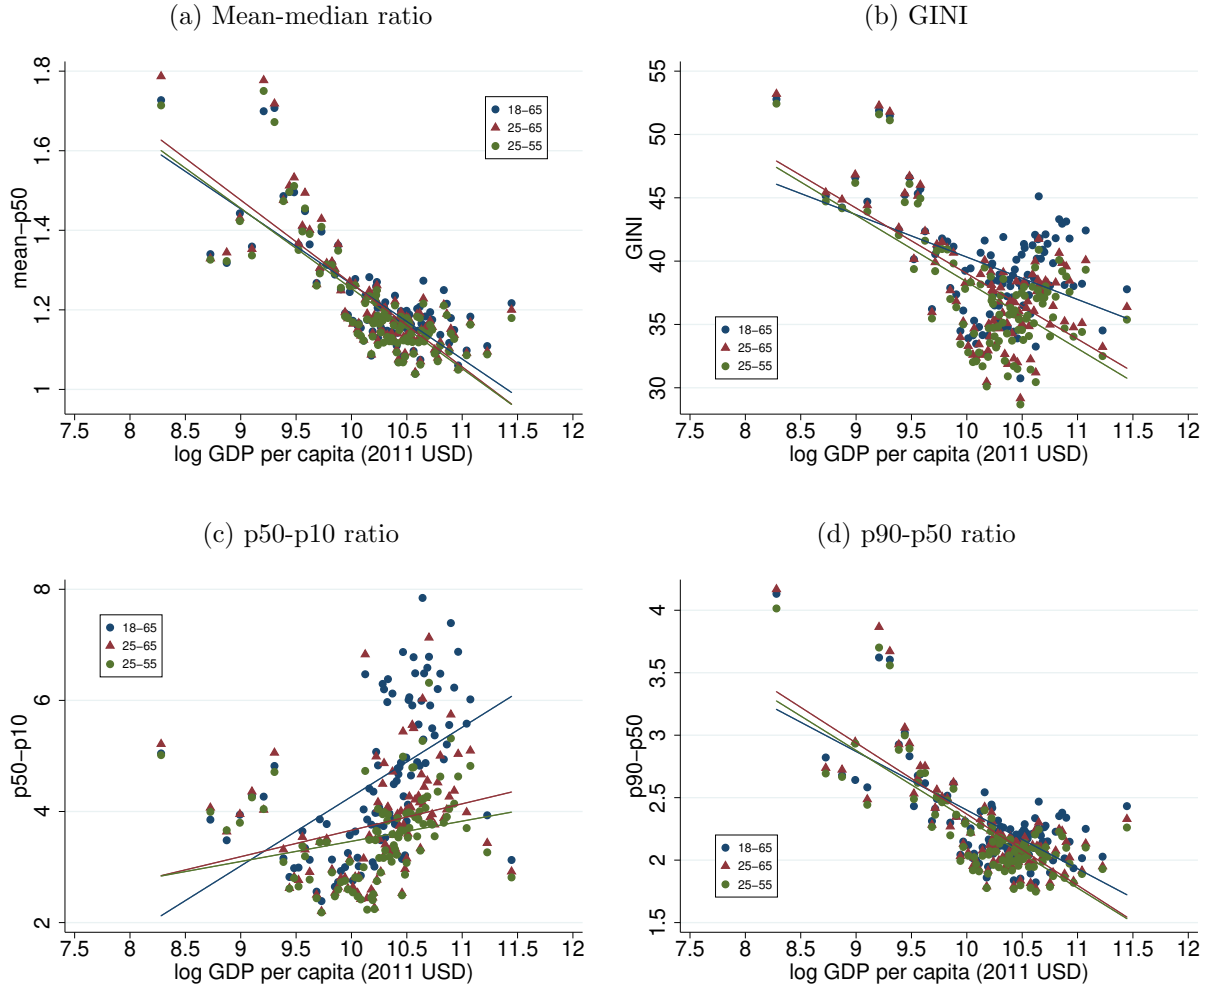 (a) Mean-median ratio
1.8
1.6
1.4
1.2
1
mean−p50
18−65
25−65
25−55
7.5 8 8.5 9 9.5 10 10.5 11 11.5 12
log GDP per capita (2011 USD)
(b) GINI
55
50
45
40
35
30
GINI
18−65
25−65
25−55
7.5 8 8.5 9 9.5 10 10.5 11 11.5 12
log GDP per capita (2011 USD)
(c) p50-p10 ratio
8
6
4
2
p50−p10
18−65
25−65
25−55
7.5 8 8.5 9 9.5 10 10.5 11 11.5 12
log GDP per capita (2011 USD)
(d) p90-p50 ratio
4
3.5
3
2.5
2
1.5
p90−p50
18−65
25−65
25−55
7.5 8 8.5 9 9.5 10 10.5 11 11.5 12
log GDP per capita (2011 USD)